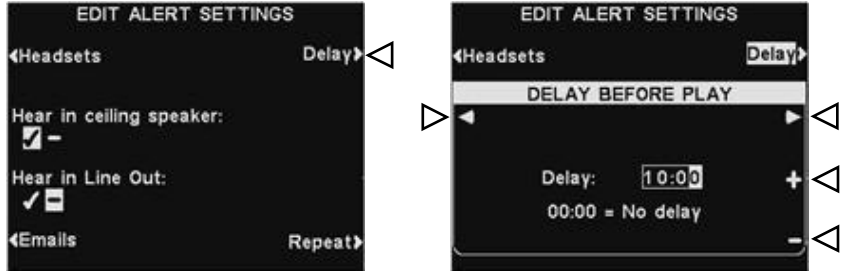 EDIT ALERT SETTINGS
Headsets Delay
Hear in ceiling speaker:
Hear in Line Out:
Emails Repeat
EDIT ALERT SETTINGS
Headsets Delay
DELAY BEFORE PLAY
Delay: 10:00 +
00:00 = No delay
-